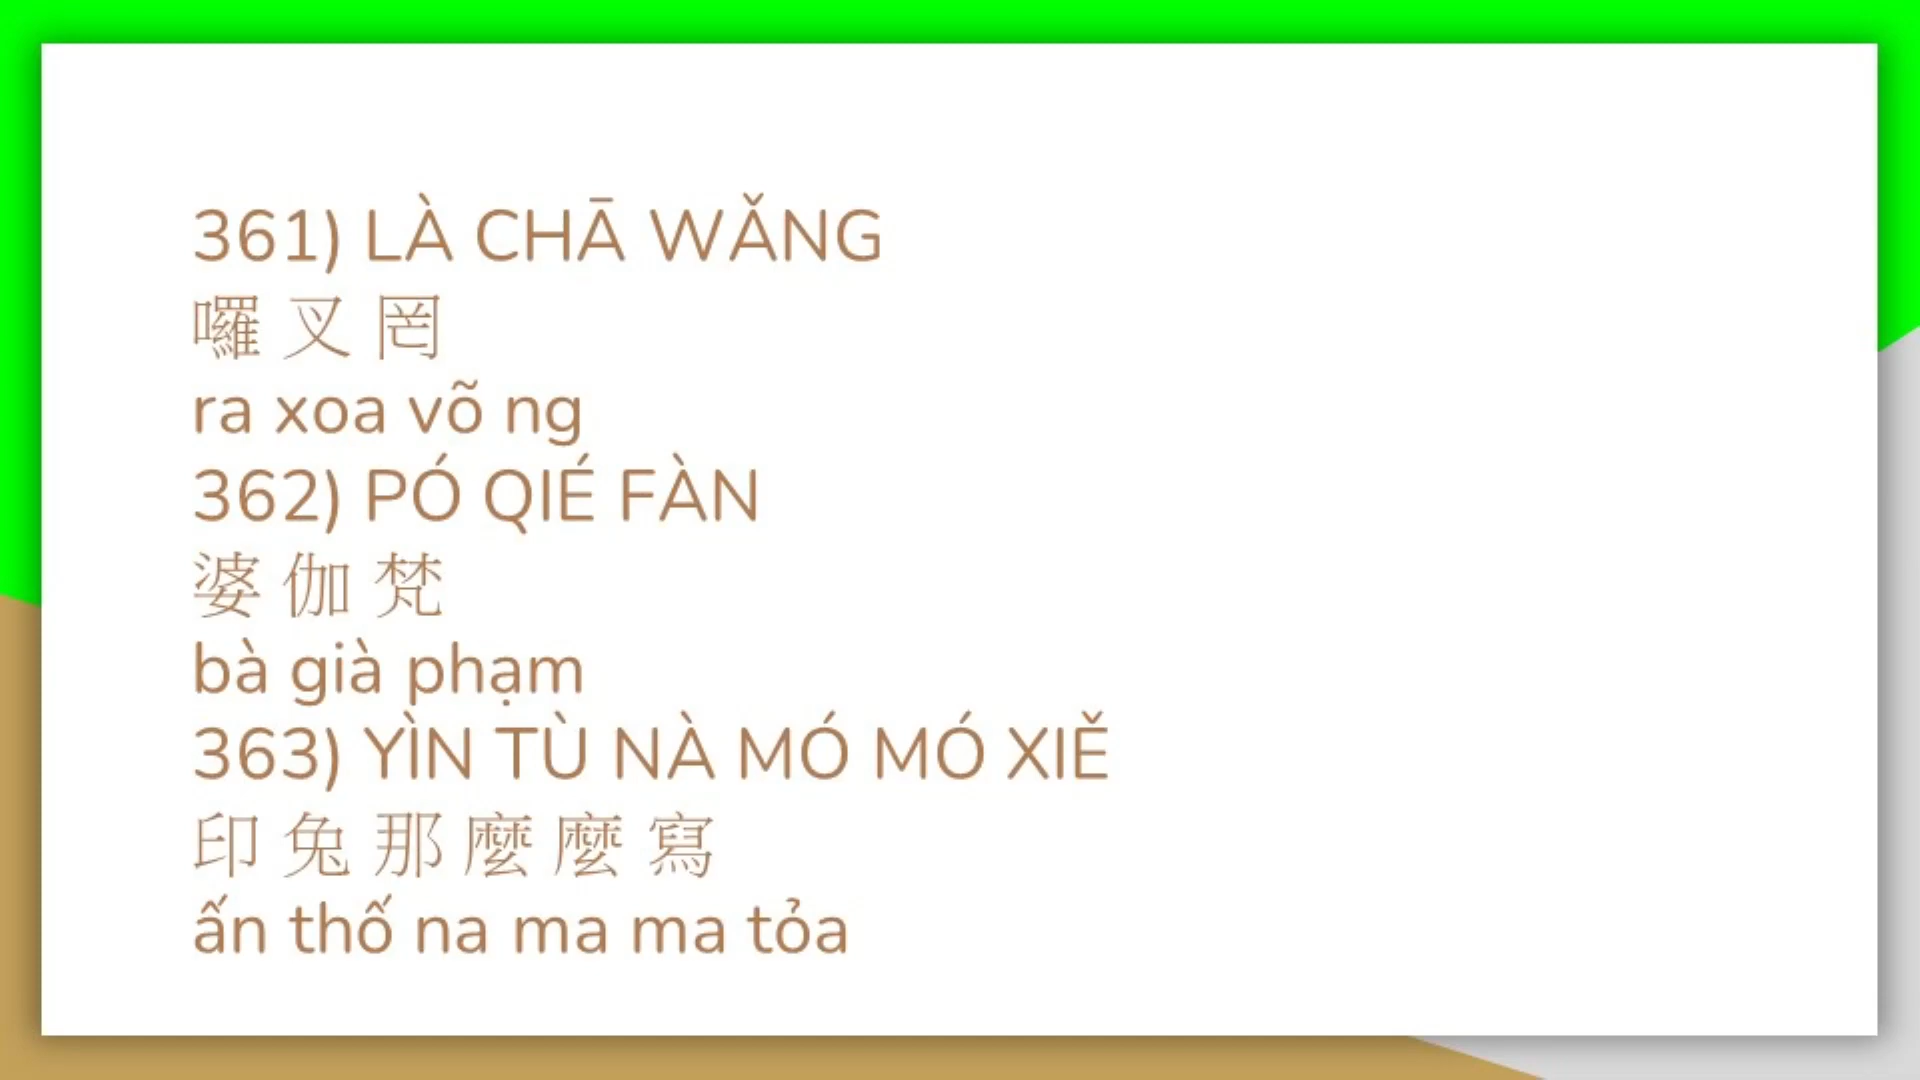 361) LÀ CHĀ WǍNG
囉 叉 罔
ra xoa võ ng
362) PÓ QIÉ FÀN
婆 伽 梵
bà già phạm
363) YÌN TÙ NÀ MÓ MÓ XIĚ
印 兔 那 麼 麼 寫
ấn thố na ma ma tỏa